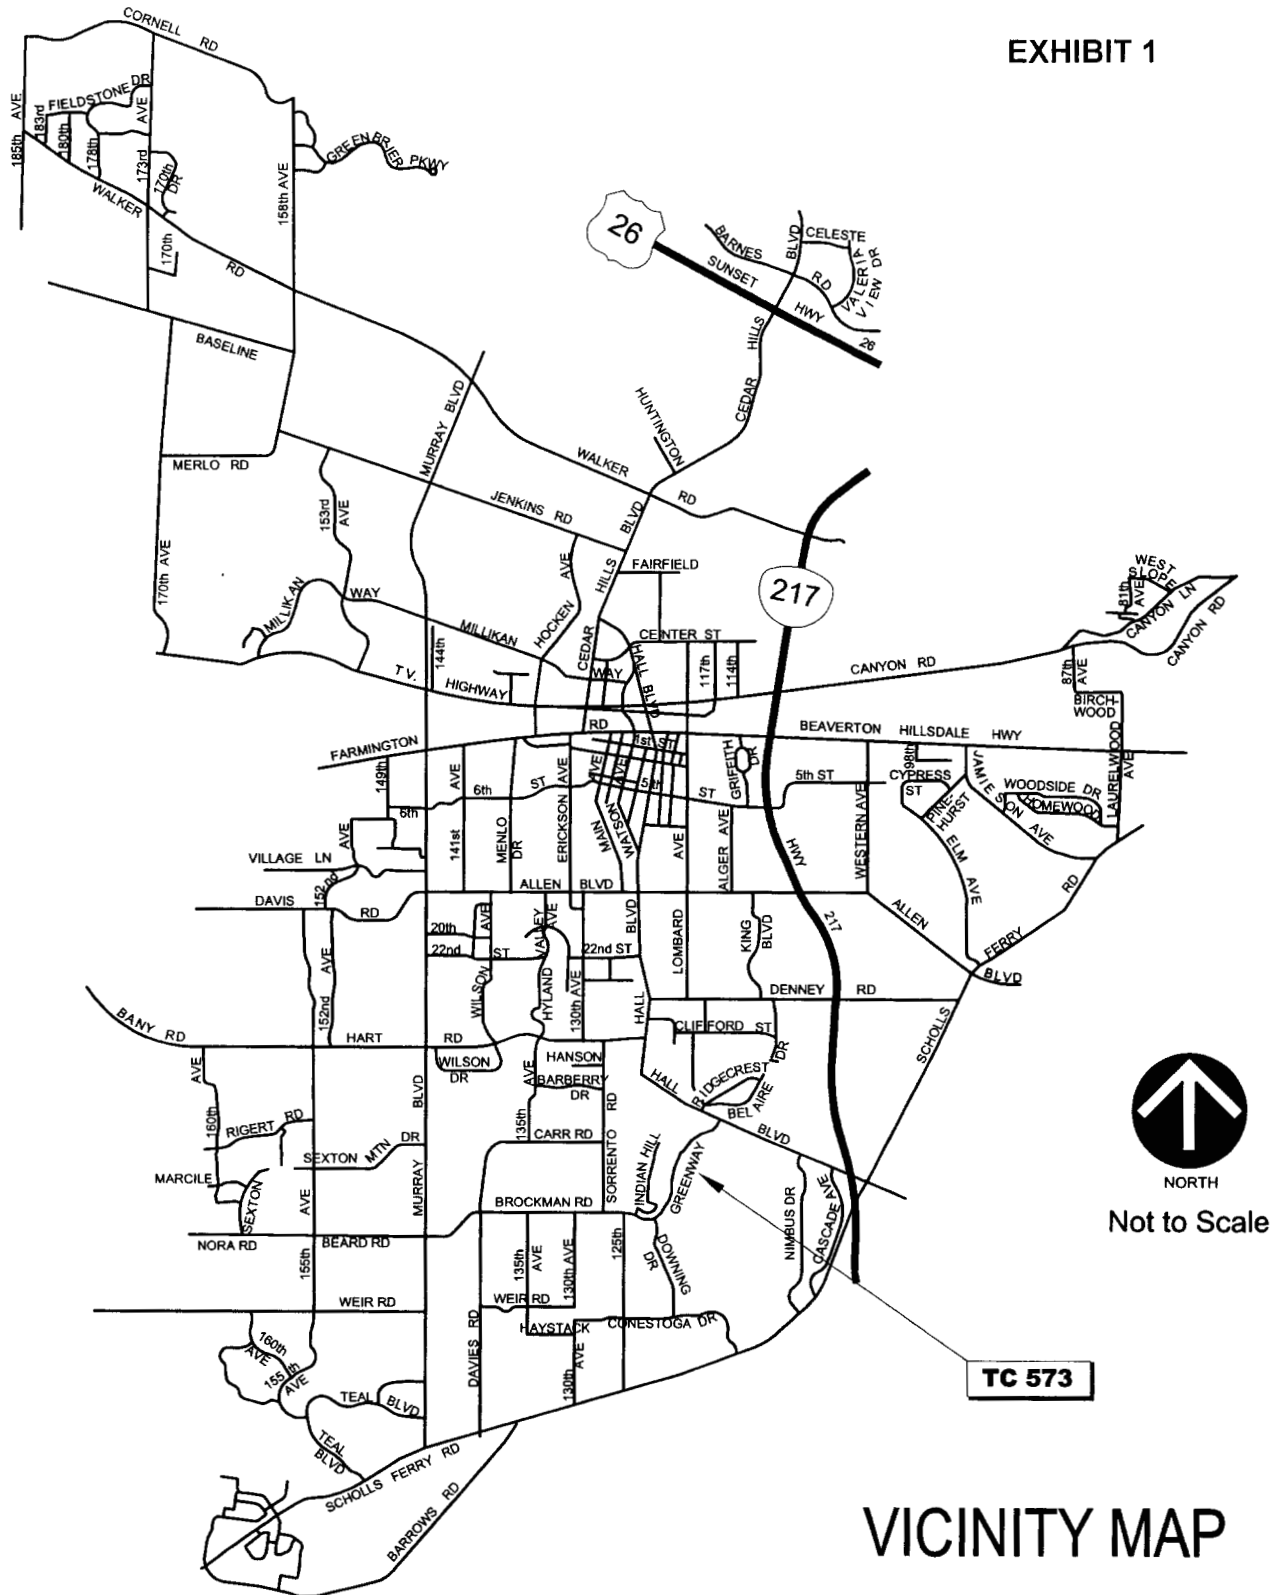 EXHIBIT 1
CORNELL RD
185th AVE
183rd
FIELDSTONE DR
180th
178th
173rd AVE
170th DR
WALKER RD
170th
158th AVE
GREENBRIER PKWY
26
BARNES RD
SUNSET HWY 26
CELESTE
VALERIA VIEW DR
CEDAR HILLS BLVD
BASELINE
MURRAY BLVD
HUNTINGTON
MERLO RD
WALKER RD
JENKINS RD
153rd AVE
170th AVE
HOCKEN AVE
CEDAR HILLS BLVD
FAIRFIELD
217
WEST SLOPE
81th AVE
CANYON LN
CANYON RD
MILLIKAN WAY
MILLIKAN WAY
144th
CENTER ST
HALL BLVD
117th
114th
CANYON RD
87th AVE
BIRCH-
WOOD
T.V. HIGHWAY
FARMINGTON RD
1st ST
BEAVERTON HILLSDALE HWY
149th
141st AVE
6th ST
6th
MENLO DR
ERICKSON AVE
MAIN AVE
WATSON AVE
5th ST
GRIFFITH DR
5th ST
98th
CYPRESS ST
PINE-
HURST
JAMIESON AVE
WOODSIDE DR
HOMEWOOD
LAURELWOOD AVE
WESTERN AVE
ELM AVE
VILLAGE LN
152nd AVE
DAVIS RD
ALLEN BLVD
ALGER AVE
LOMBARD AVE
HWY 217
ALLEN BLVD
FERRY RD
20th
22nd ST
WILSON AVE
HYLAND
VALLEY AVE
130th AVE
22nd ST
HALL BLVD
KING BLVD
DENNEY RD
SCHOLLS
152nd AVE
BANY RD
HART RD
WILSON DR
HANSON
BARBERRY DR
CLIFFORD ST
RIDGECREST DR
BEL AIRE
HALL BLVD
160th AVE
RIGERT RD
SEXTON MTN DR
MARCILE
SEXTON
MURRAY BLVD
135th AVE
CARR RD
SORRENTO RD
INDIAN HILL
GREENWAY
BROCKMAN RD
NIMBUS DR
CASCADE AVE
NORTH
Not to Scale
NORA RD
BEARD RD
155th AVE
135th AVE
130th AVE
125th
DOWNING DR
WEIR RD
WEIR RD
HAYSTACK
CONESTOGA DR
DAVIES RD
130th AVE
160th AVE
155th AVE
TEAL BLVD
TEAL BLVD
TC 573
SCHOLLS FERRY RD
BARROWS RD
VICINITY MAP